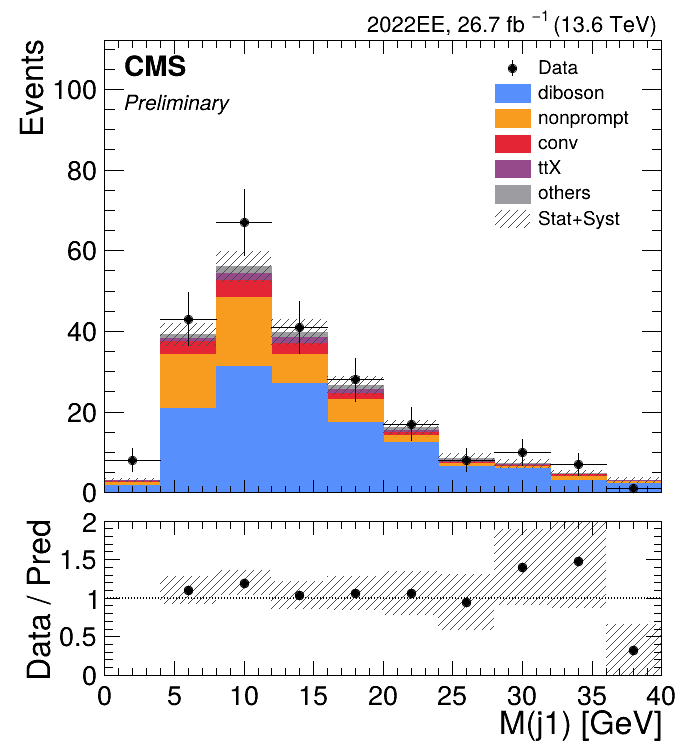 2022EE, 26.7 fb⁻¹ (13.6 TeV)
Events
CMS
Preliminary
Data
diboson
nonprompt
conv
ttX
others
Stat+Syst
100
80
60
40
20
0
Data / Pred
2
1.5
1
0.5
0
0 5 10 15 20 25 30 35 40
M(j1) [GeV]